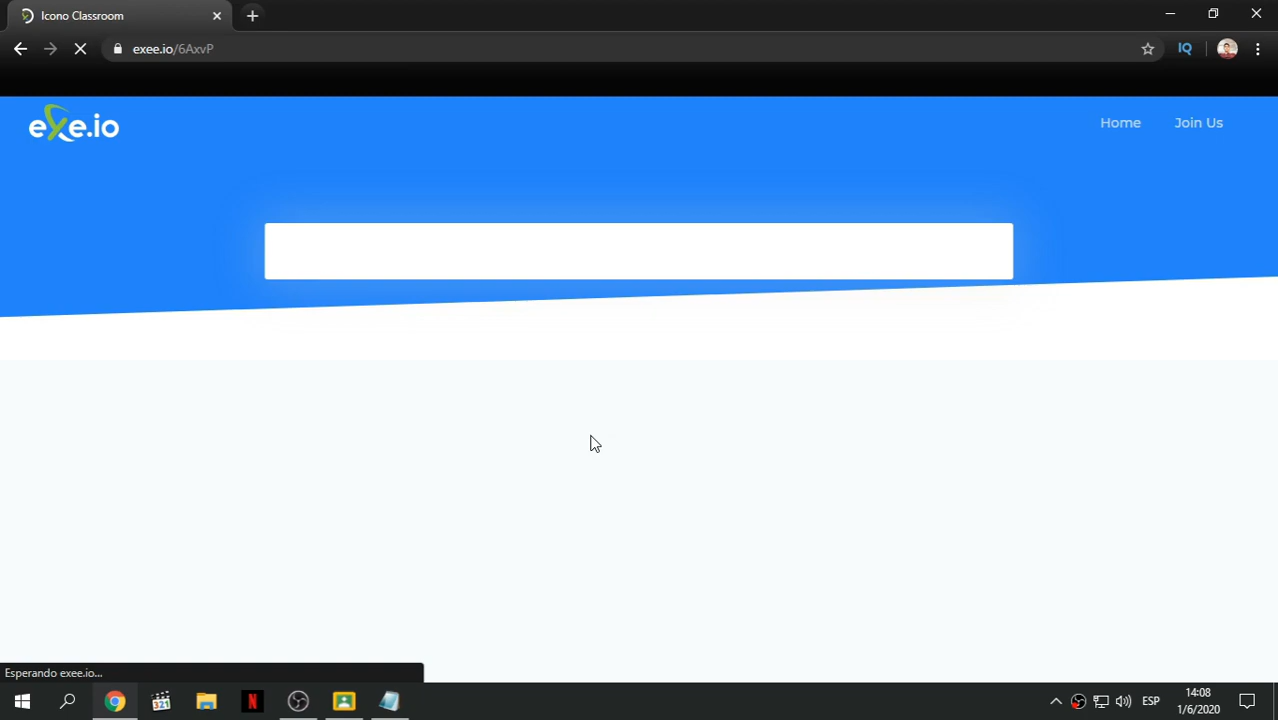 Icono Classroom
exee.io/6AxvP
IQ
exe.io
Home
Join Us
Esperando exee.io...
321
N
ESP
14:08
1/6/2020